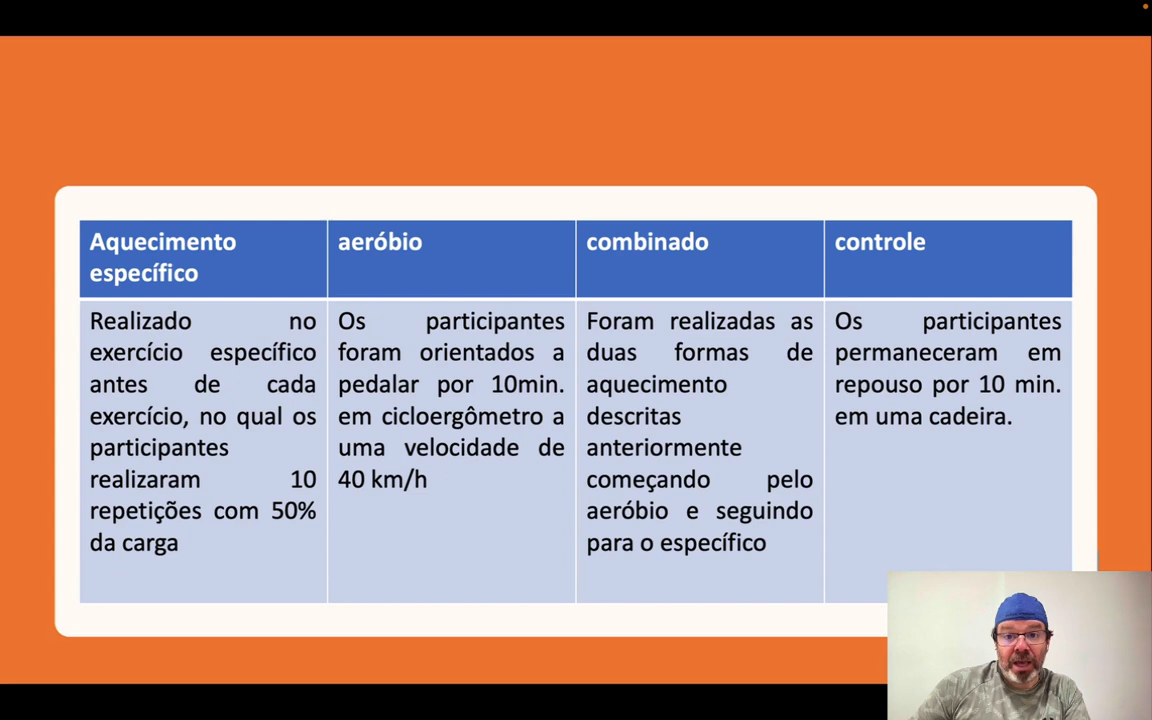 Aquecimento
específico
aeróbio
combinado
controle
Realizado no
exercício específico
antes de cada
exercício, no qual os
participantes
realizaram 10
repetições com 50%
da carga
Os participantes
foram orientados a
pedalar por 10min.
em cicloergômetro a
uma velocidade de
40 km/h
Foram realizadas as
duas formas de
aquecimento
descritas
anteriormente
começando pelo
aeróbio e seguindo
para o específico
Os participantes
permaneceram em
repouso por 10 min.
em uma cadeira.